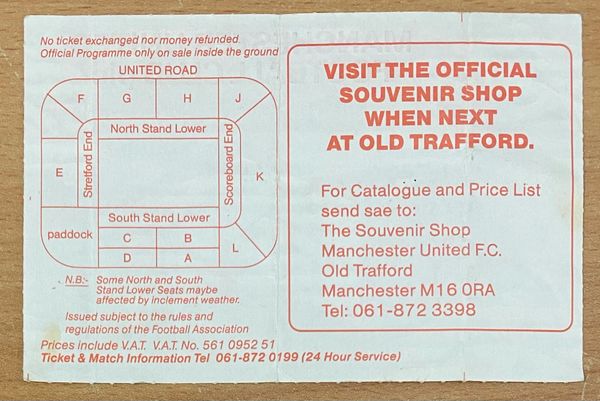 No ticket exchanged nor money refunded.
Official Programme only on sale inside the ground
UNITED ROAD
F
G
H
J
North Stand Lower
Stretford End
Scoreboard End
E
K
South Stand Lower
paddock
C
B
D
A
L
N.B:- Some North and South
Stand Lower Seats maybe
affected by inclement weather.
Issued subject to the rules and
regulations of the Football Association
Prices include V.A.T. V.A.T. No. 561 0952 51
Ticket & Match Information Tel 061-872 0199 (24 Hour Service)
VISIT THE OFFICIAL
SOUVENIR SHOP
WHEN NEXT
AT OLD TRAFFORD.
For Catalogue and Price List
send sae to:
The Souvenir Shop
Manchester United F.C.
Old Trafford
Manchester M16 0RA
Tel: 061-872 3398